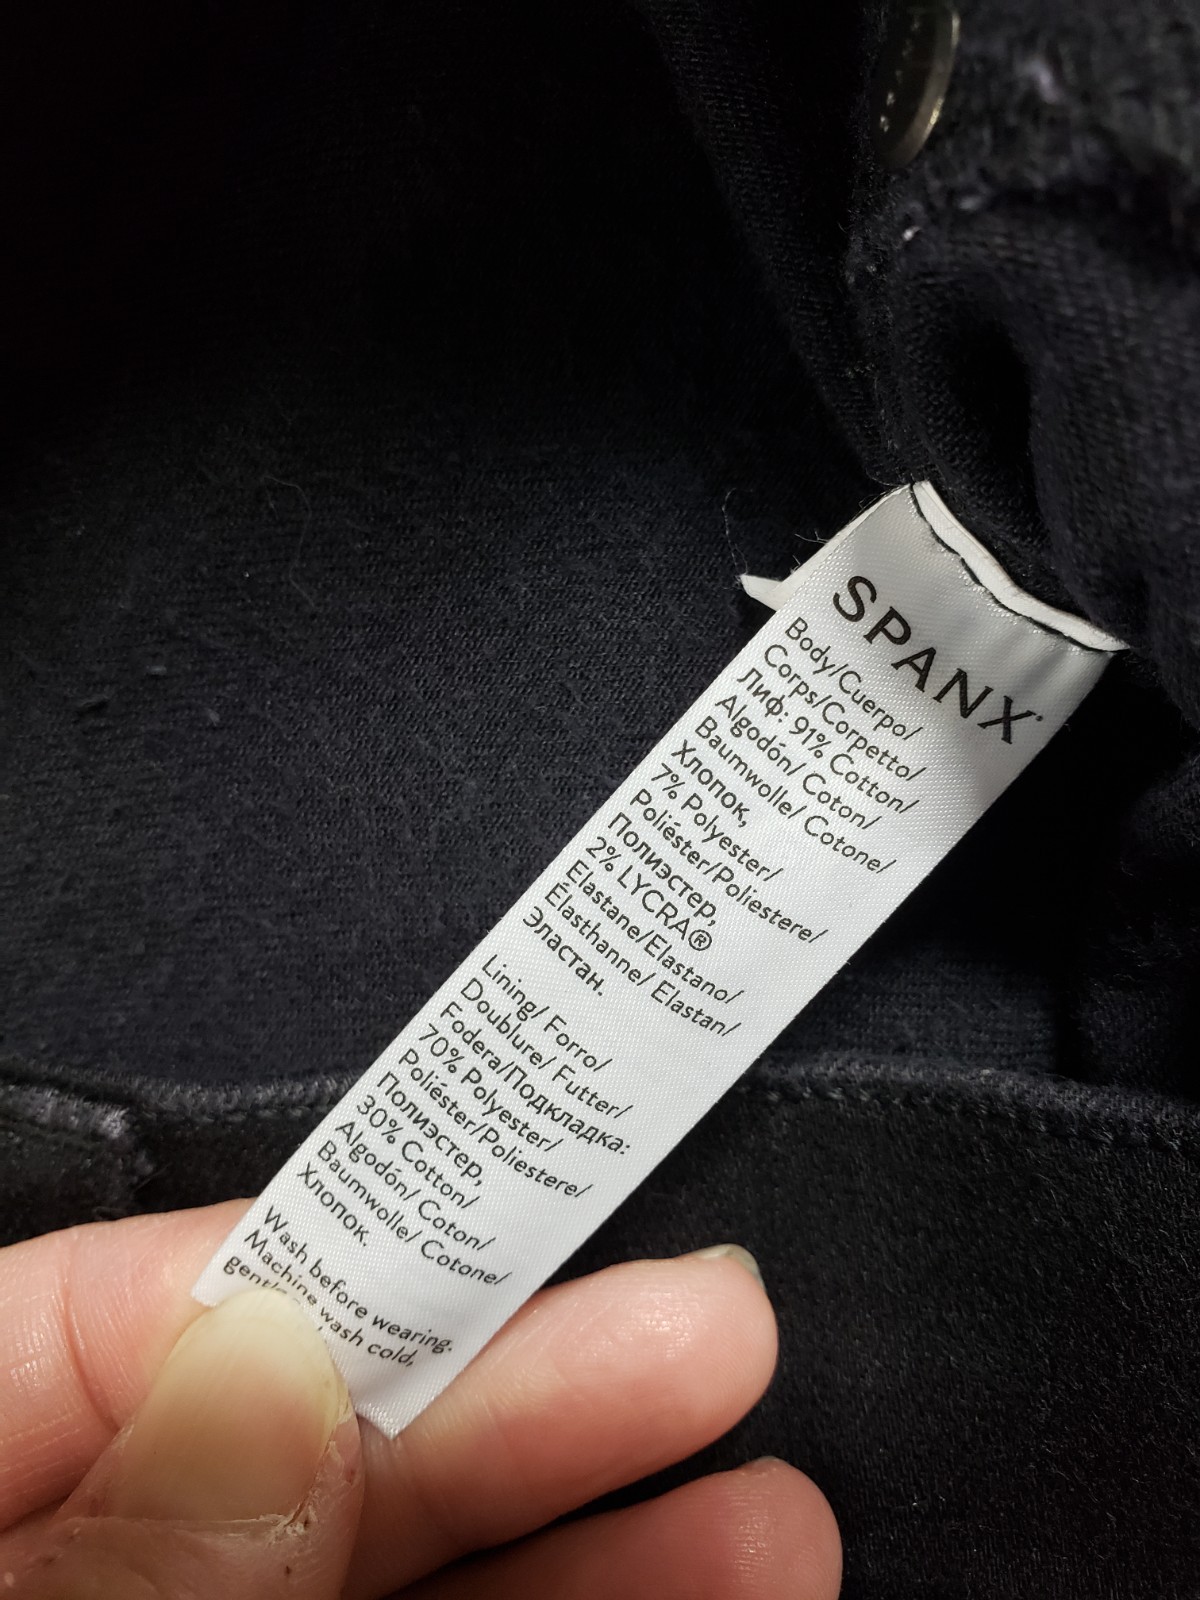 SPANX
Body/Cuerpo/
Corps/Corpetto/
Лиф: 91% Cotton/
Algodón/ Coton/
Baumwolle/ Cotone/
Хлопок,
7% Polyester/
Poliéster/Poliestere/
Полиэстер,
2% LYCRA®
Elastane/Elastano/
Élasthanne/ Elastan/
Эластан.
Lining/ Forro/
Doublure/ Futter/
Fodera/Подкладка:
70% Polyester/
Poliéster/Poliestere/
Полиэстер,
30% Cotton/
Algodón/ Coton/
Baumwolle/ Cotone/
Хлопок.
Wash before wearing.
Machine wash cold,